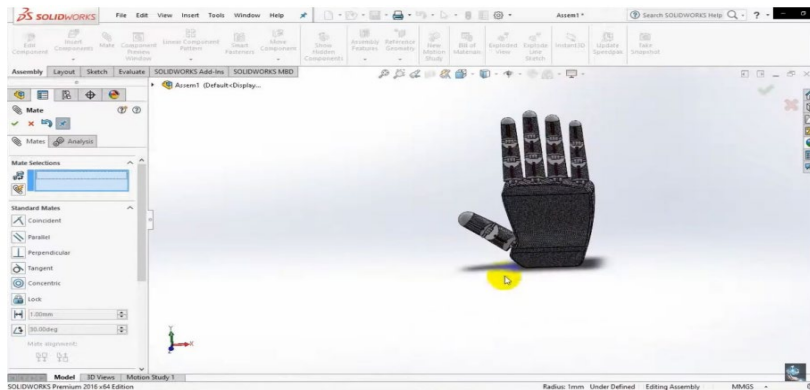 SOLIDWORKS File Edit View Insert Tools Window Help Assem1 * Search SOLIDWORKS Help ?
Edit Component
Insert Components
Mate
Component Preview Window
Linear Component Pattern
Smart Fasteners
Move Component
Show Hidden Components
Assembly Features
Reference Geometry
New Motion Study
Bill of Materials
Exploded View
Explode Line Sketch
Instant3D
Update Speedpak
Take Snapshot
Assembly Layout Sketch Evaluate SOLIDWORKS Add-Ins SOLIDWORKS MBD
Assem1 (Default<Display...
Mate
Mates Analysis
Mate Selections
Standard Mates
Coincident
Parallel
Perpendicular
Tangent
Concentric
Lock
1.00mm
30.00deg
Mate alignment:
Y
X
Model 3D Views Motion Study 1
SOLIDWORKS Premium 2016 x64 Edition Radius: 1mm Under Defined Editing Assembly MMGS